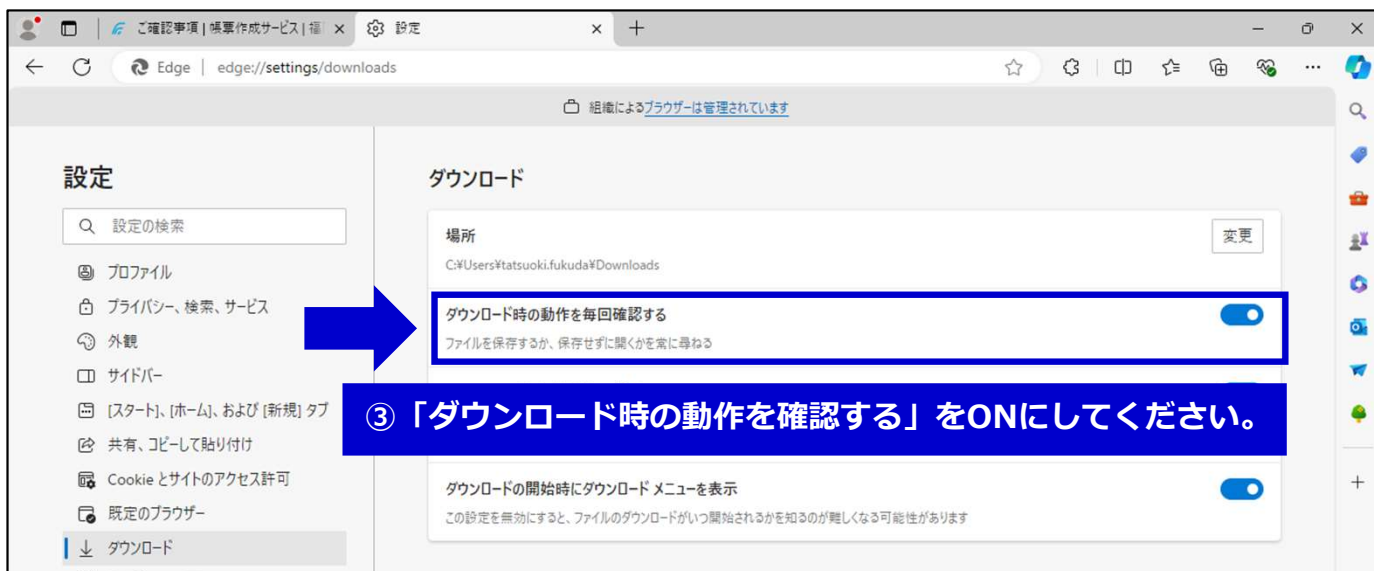 ご確認事項 | 帳票作成サービス | 福
設定
Edge | edge://settings/downloads
組織によるブラウザーは管理されています
設定
設定の検索
プロファイル
プライバシー、検索、サービス
外観
サイドバー
[スタート]、[ホーム]、および [新規] タブ
共有、コピーして貼り付け
Cookie とサイトのアクセス許可
既定のブラウザー
ダウンロード
ダウンロード
場所
変更
C:¥Users¥tatsuoki.fukuda¥Downloads
ダウンロード時の動作を毎回確認する
ファイルを保存するか、保存せずに開くかを常に尋ねる
③「ダウンロード時の動作を確認する」をONにしてください。
ダウンロードの開始時にダウンロード メニューを表示
この設定を無効にすると、ファイルのダウンロードがいつ開始されるかを知るのが難しくなる可能性があります